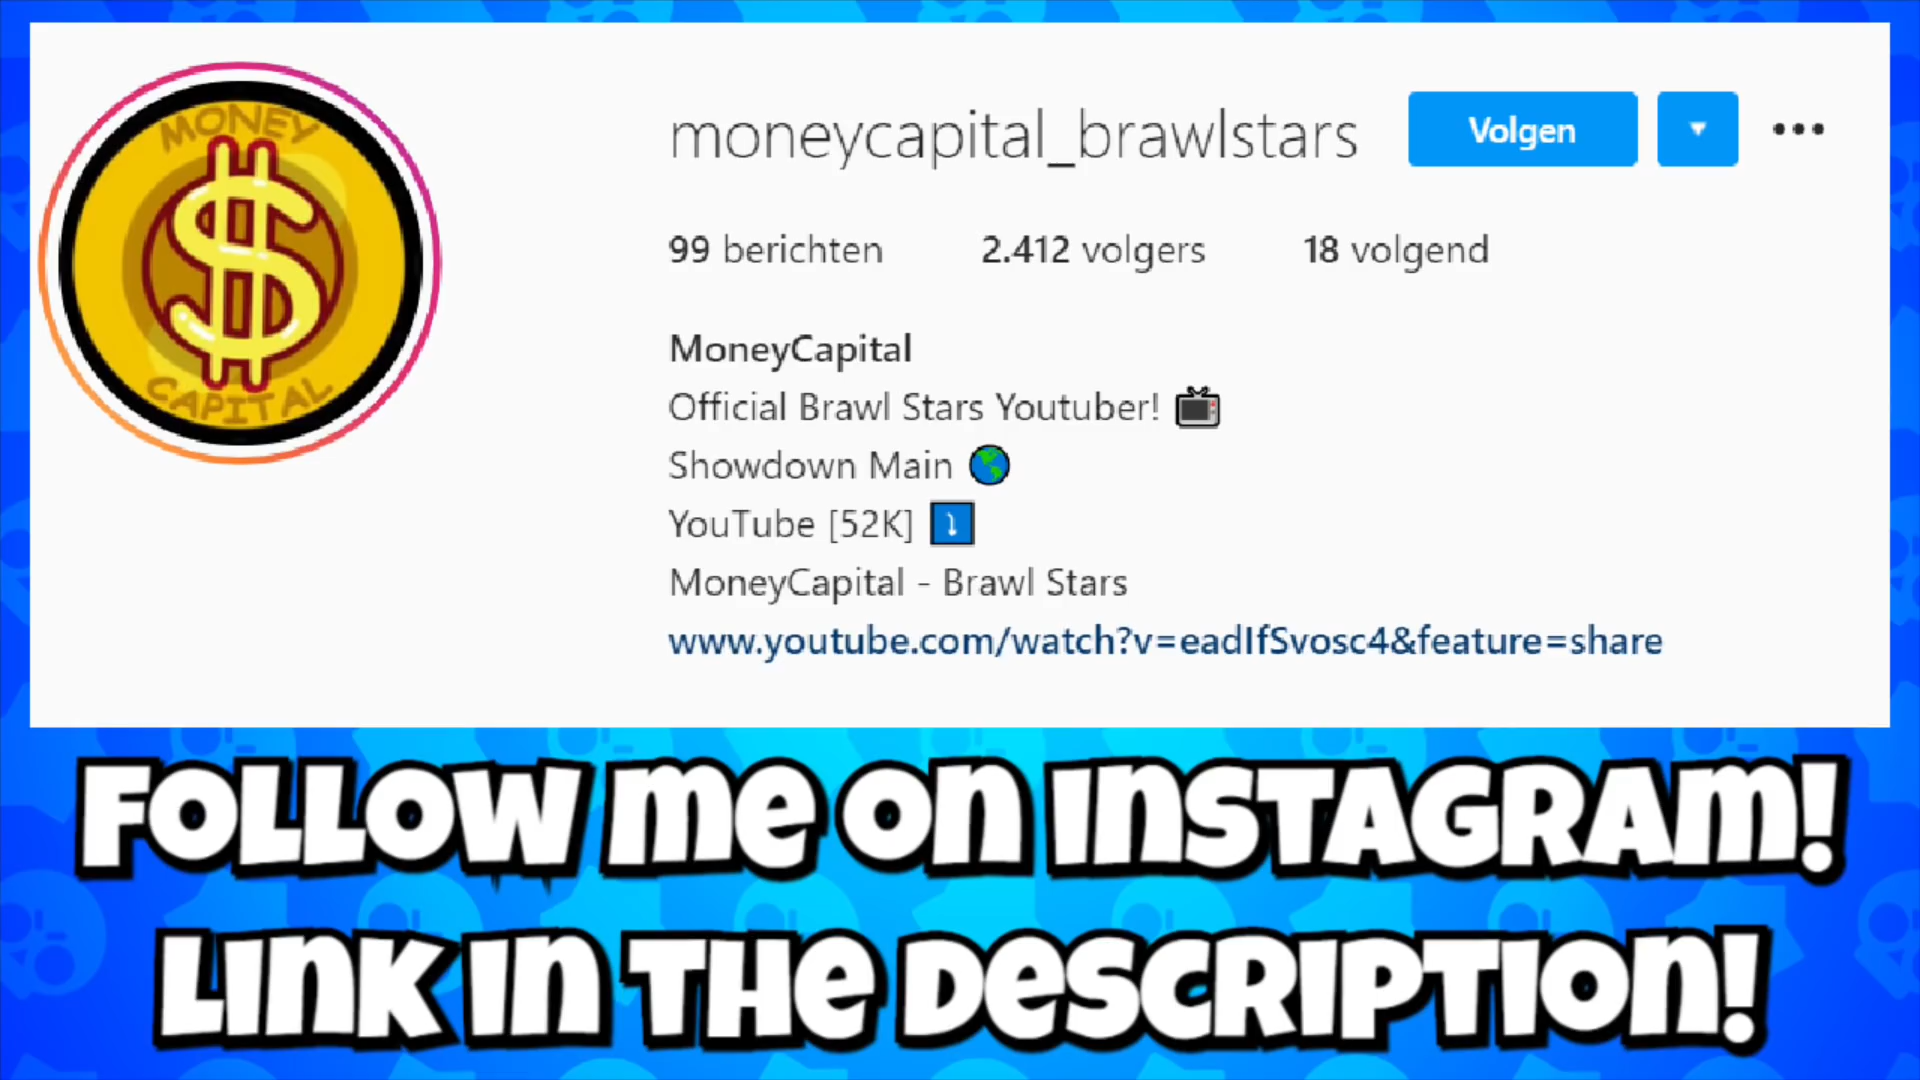 MONEY
CAPITAL
moneycapital_brawlstars
Volgen
99 berichten 2.412 volgers 18 volgend
MoneyCapital
Official Brawl Stars Youtuber!
Showdown Main
YouTube [52K]
MoneyCapital - Brawl Stars
www.youtube.com/watch?v=eadIfSvosc4&feature=share
FOLLOW ME ON INSTAGRAM!
LINK IN THE DESCRIPTION!